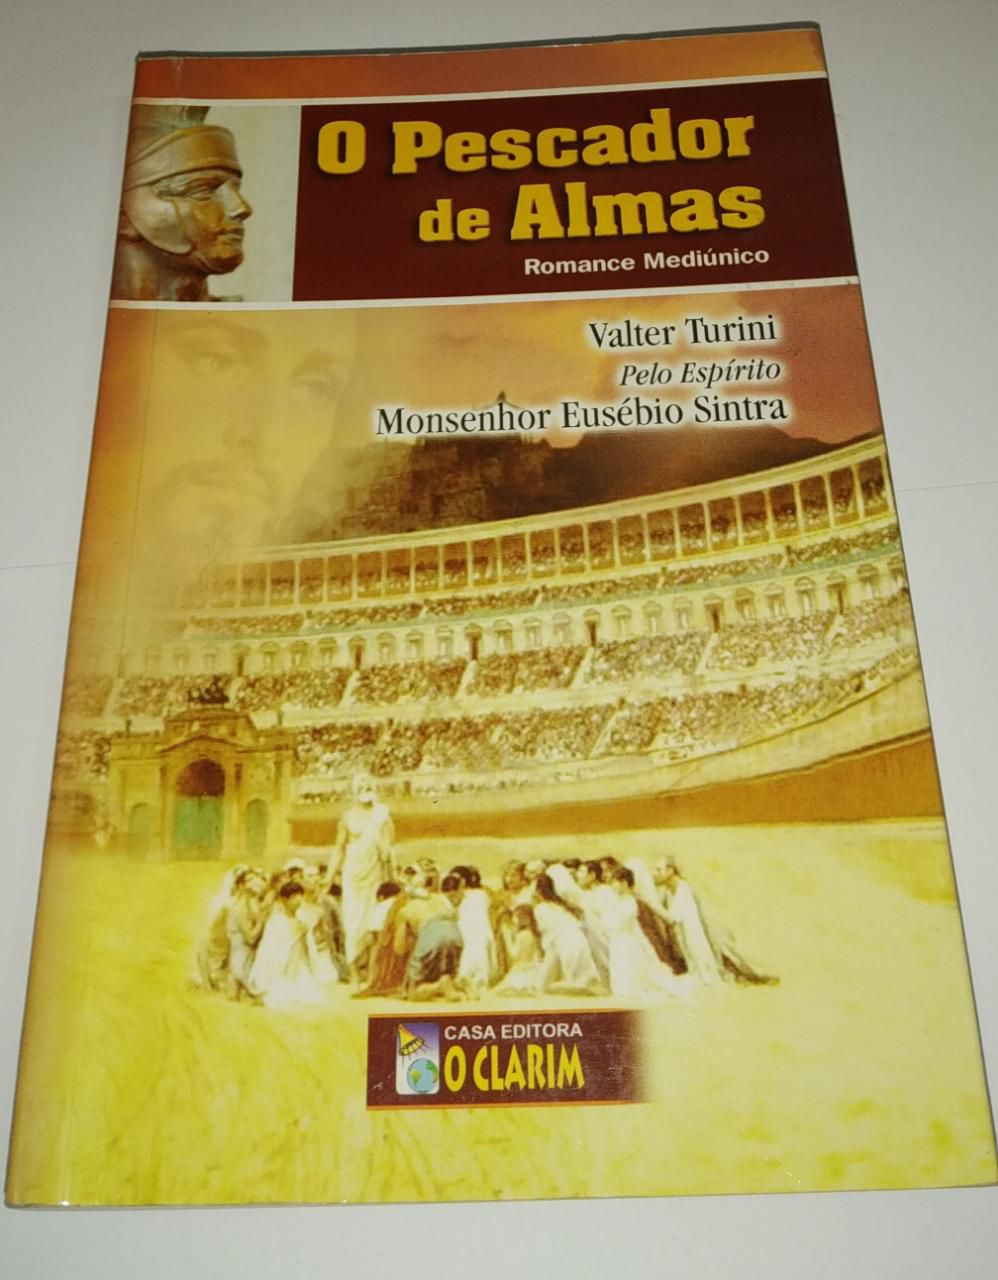 O Pescador
de Almas
Romance Mediúnico
Valter Turini
Pelo Espírito
Monsenhor Eusébio Sintra
CASA EDITORA
O CLARIM